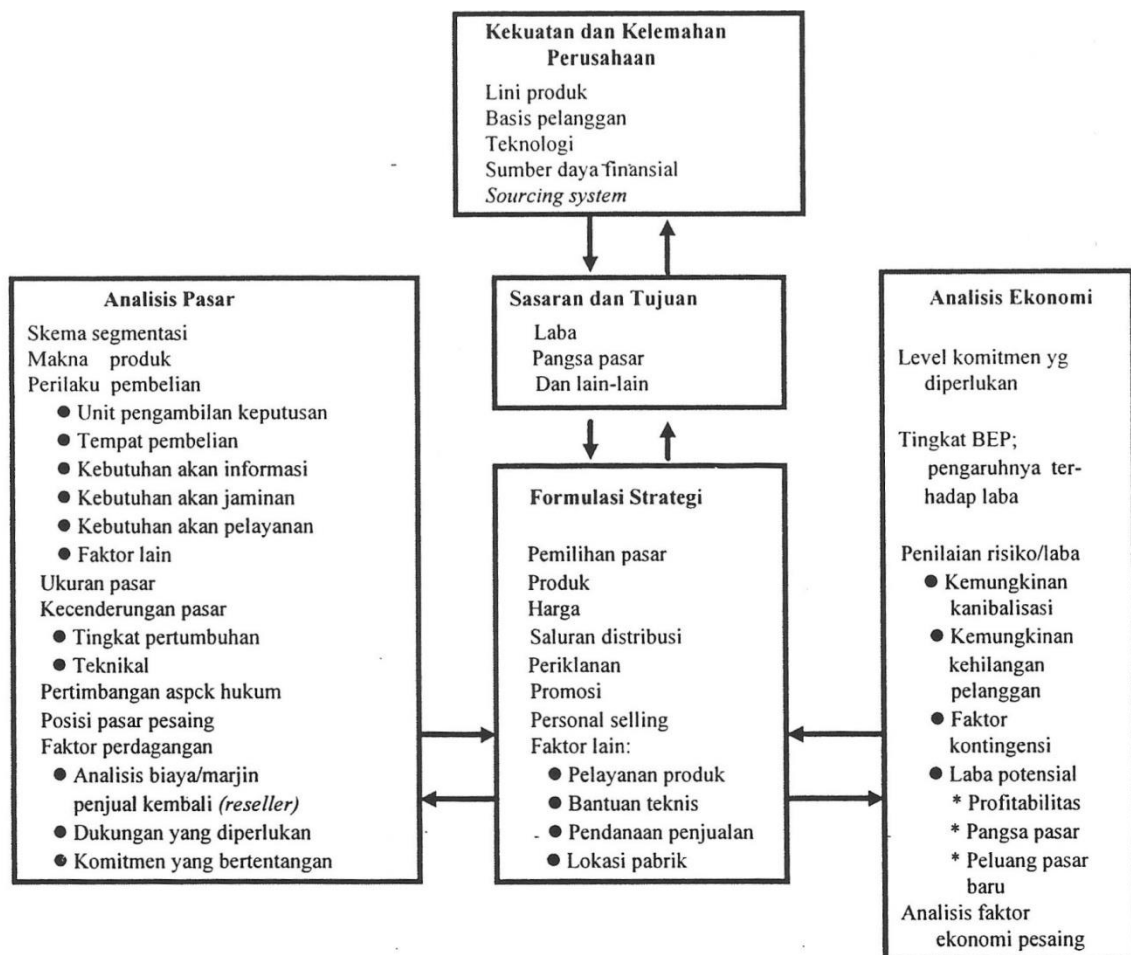 Kekuatan dan Kelemahan
Perusahaan
Lini produk
Basis pelanggan
Teknologi
Sumber daya finansial
Sourcing system
Analisis Pasar
Skema segmentasi
Makna produk
Perilaku pembelian
● Unit pengambilan keputusan
● Tempat pembelian
● Kebutuhan akan informasi
● Kebutuhan akan jaminan
● Kebutuhan akan pelayanan
● Faktor lain
Ukuran pasar
Kecenderungan pasar
● Tingkat pertumbuhan
● Teknikal
Pertimbangan aspek hukum
Posisi pasar pesaing
Faktor perdagangan
● Analisis biaya/marjin
penjual kembali (reseller)
● Dukungan yang diperlukan
● Komitmen yang bertentangan
Sasaran dan Tujuan
Laba
Pangsa pasar
Dan lain-lain
Formulasi Strategi
Pemilihan pasar
Produk
Harga
Saluran distribusi
Periklanan
Promosi
Personal selling
Faktor lain:
● Pelayanan produk
● Bantuan teknis
● Pendanaan penjualan
● Lokasi pabrik
Analisis Ekonomi
Level komitmen yg
diperlukan
Tingkat BEP;
pengaruhnya ter-
hadap laba
Penilaian risiko/laba
● Kemungkinan
kanibalisasi
● Kemungkinan
kehilangan
pelanggan
● Faktor
kontingensi
● Laba potensial
* Profitabilitas
* Pangsa pasar
* Peluang pasar
baru
Analisis faktor
ekonomi pesaing